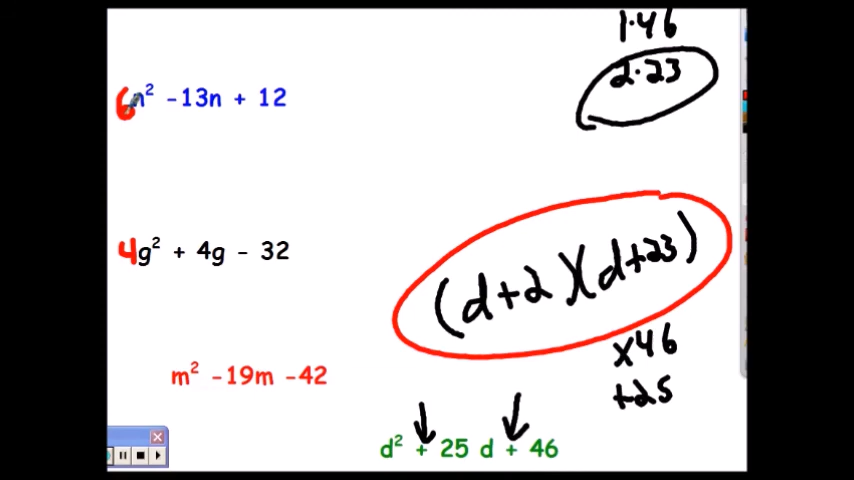 1·46
2·23
6n² -13n + 12
4g² + 4g - 32
(d+2)(d+23)
x46
+25
m² -19m -42
d² + 25 d + 46